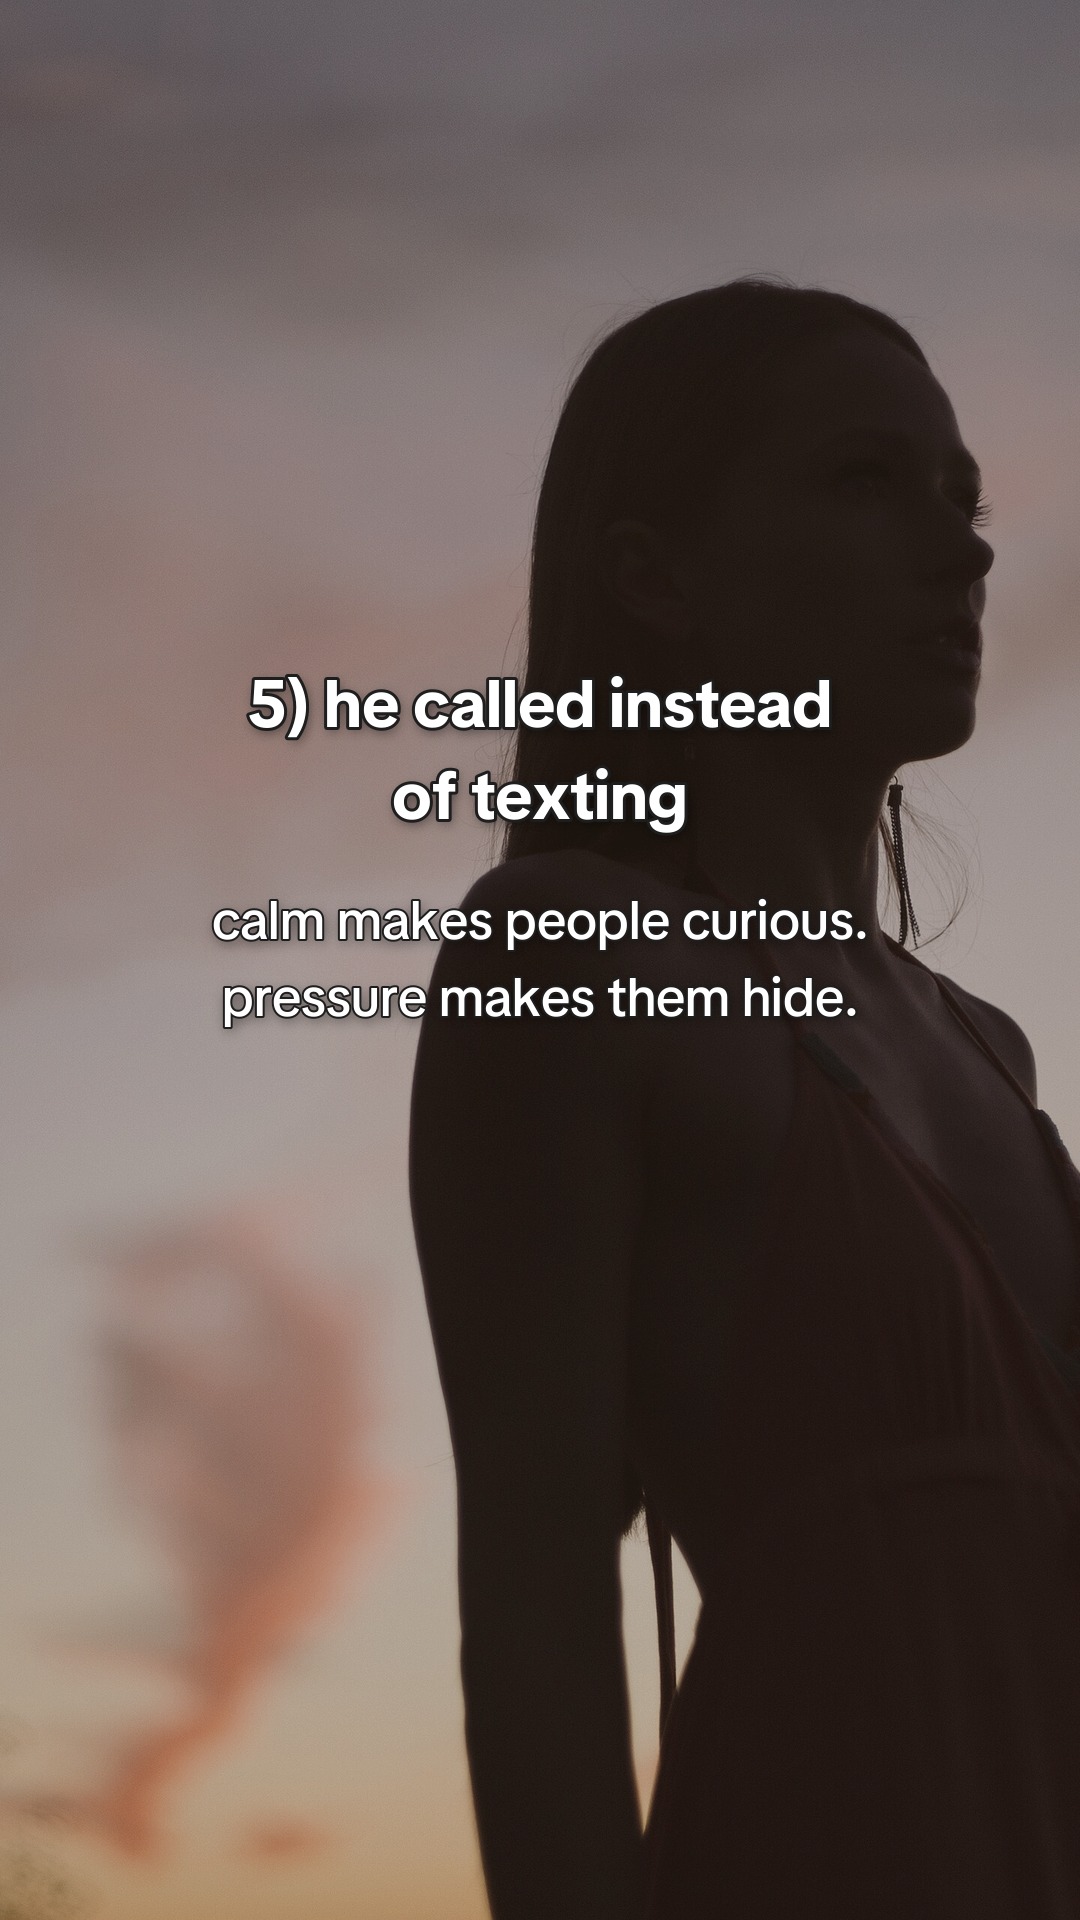 5) he called instead
of texting
calm makes people curious.
pressure makes them hide.